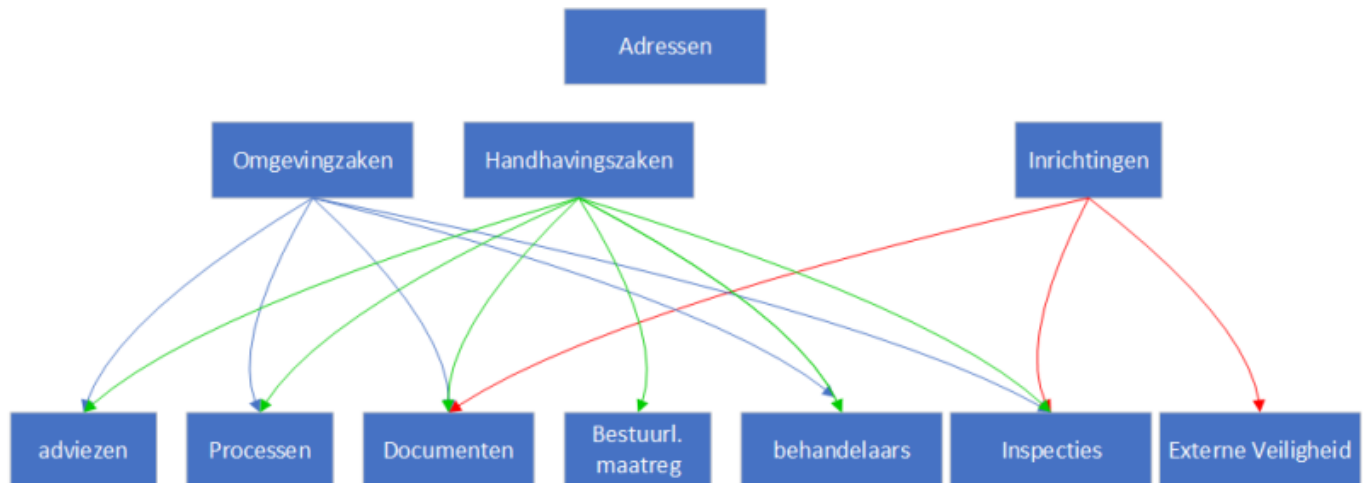 Adressen
Omgevingzaken
Handhavingszaken
Inrichtingen
adviezen
Processen
Documenten
Bestuurl.
maatreg
behandelaars
Inspecties
Externe Veiligheid